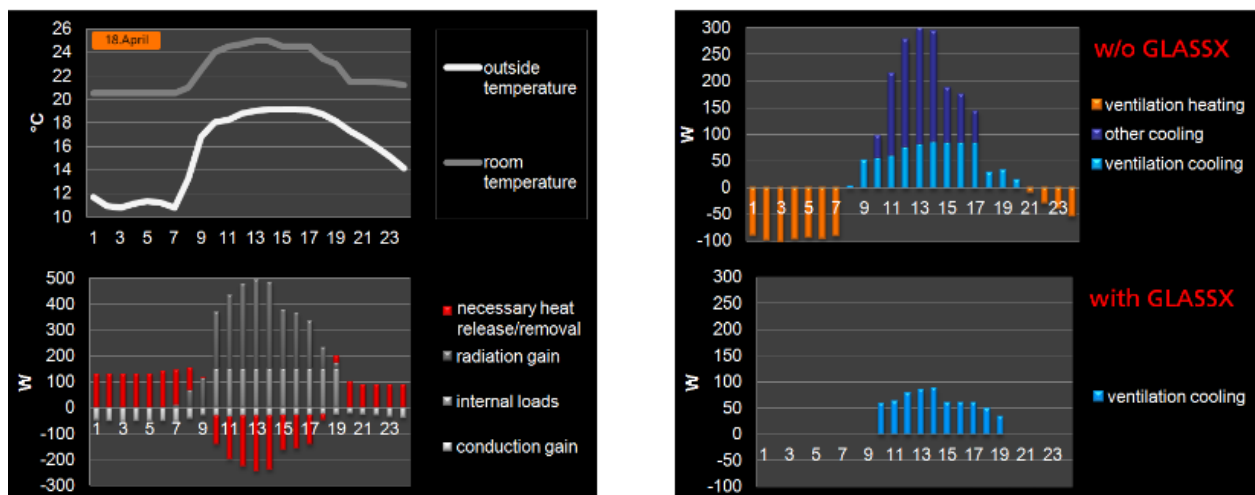 26
24
22
20
18
16
14
12
10
°C
18.April
1 3 5 7 9 11 13 15 17 19 21 23
outside
temperature
room
temperature
500
400
300
200
100
0
-100
-200
-300
W
1 3 5 7 9 11 13 15 17 19 21 23
necessary heat
release/removal
radiation gain
internal loads
conduction gain
300
250
200
150
100
50
0
-50
-100
W
1 3 5 7 9 11 13 15 17 19 21 23
w/o GLASSX
ventilation heating
other cooling
ventilation cooling
300
250
200
150
100
50
0
-50
-100
W
1 3 5 7 9 11 13 15 17 19 21 23
with GLASSX
ventilation cooling